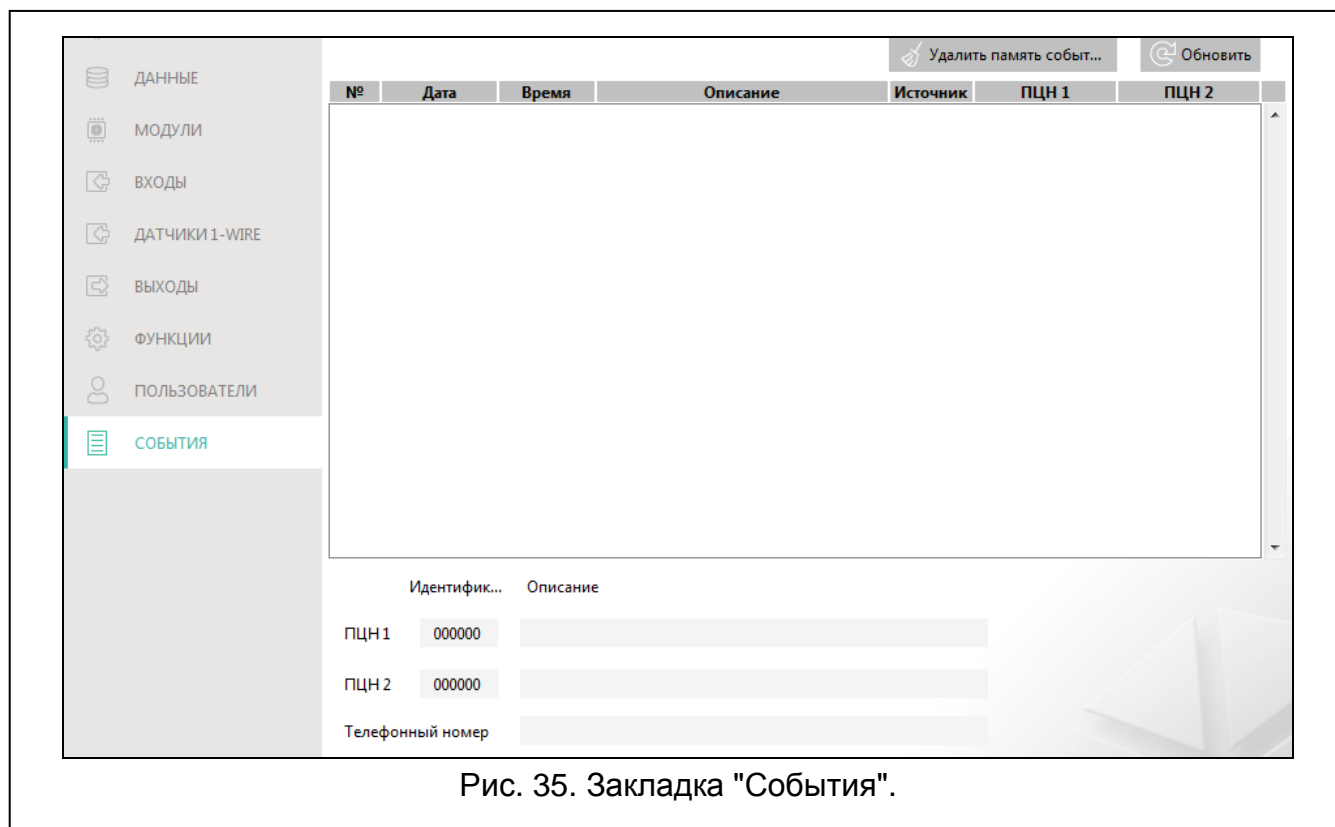 Удалить память событ... Обновить
ДАННЫЕ
№ Дата Время Описание Источник ПЦН 1 ПЦН 2
МОДУЛИ
ВХОДЫ
ДАТЧИКИ 1-WIRE
ВЫХОДЫ
ФУНКЦИИ
ПОЛЬЗОВАТЕЛИ
СОБЫТИЯ
Идентифик... Описание
ПЦН 1 000000
ПЦН 2 000000
Телефонный номер
Рис. 35. Закладка "События".